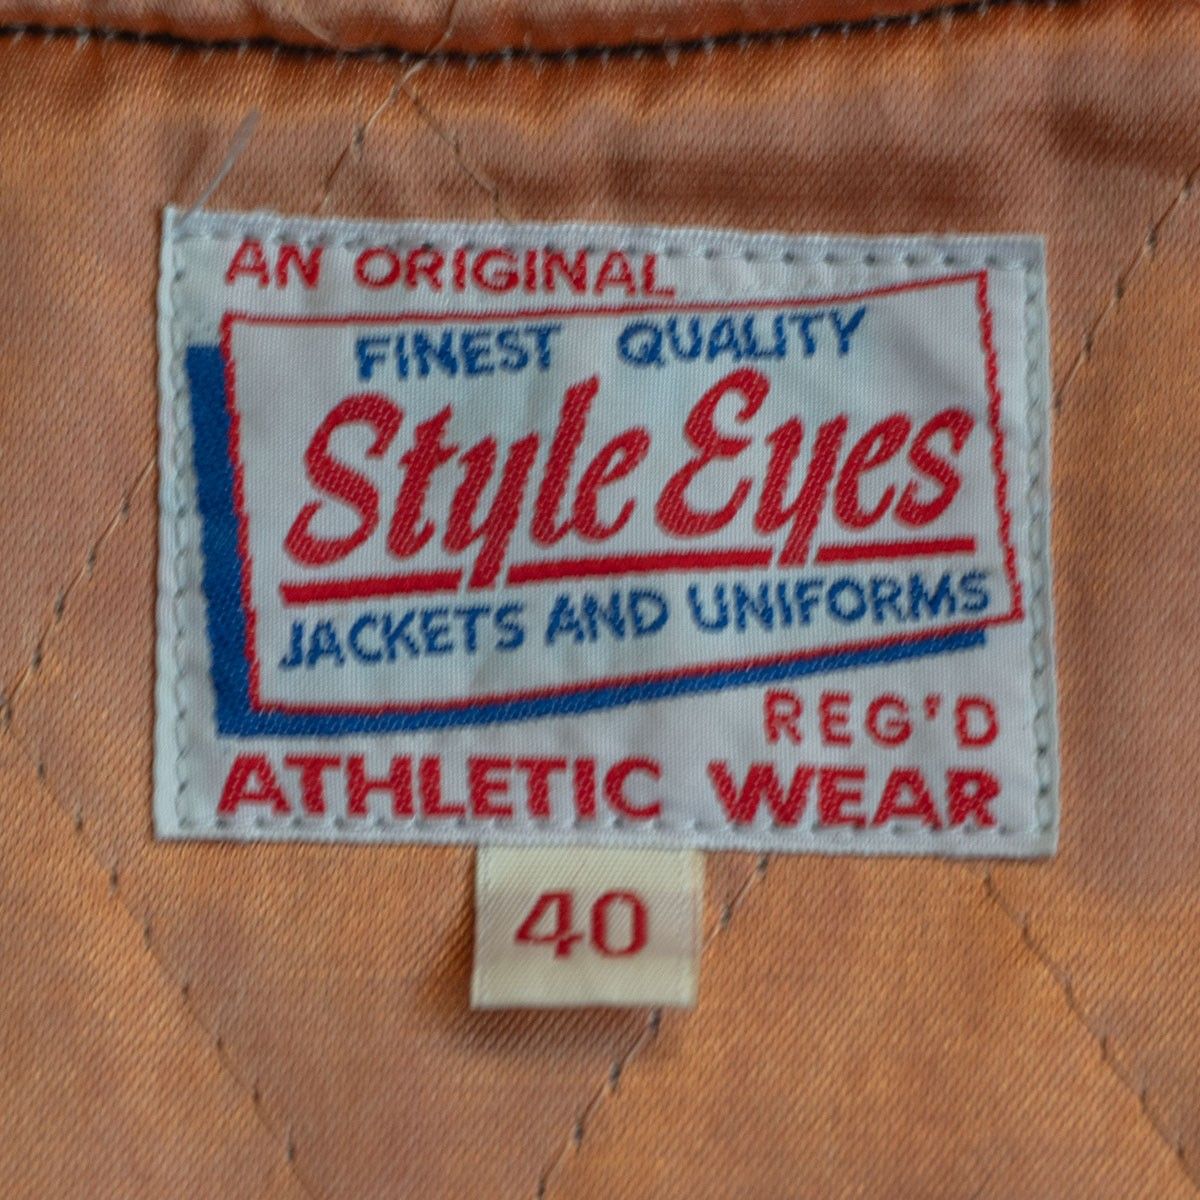 AN ORIGINAL
FINEST QUALITY
Style Eyes
JACKETS AND UNIFORMS
REG'D
ATHLETIC WEAR
40